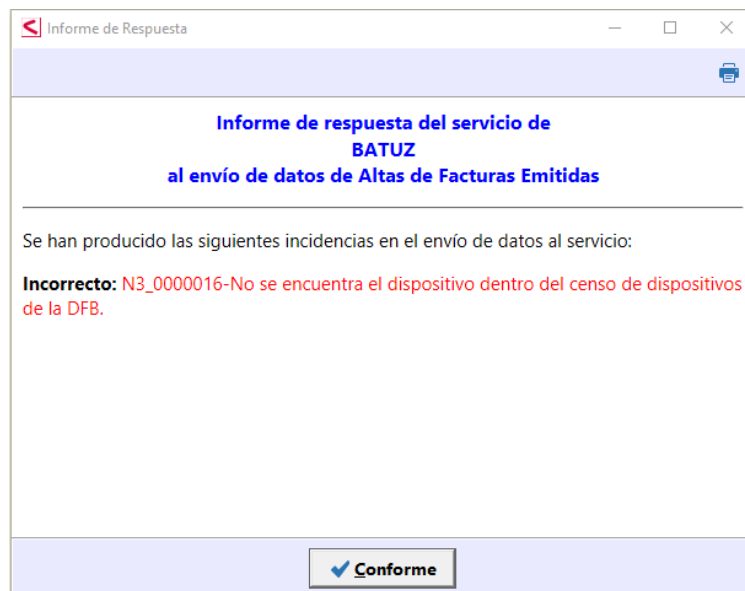 Informe de Respuesta
Informe de respuesta del servicio de
BATUZ
al envío de datos de Altas de Facturas Emitidas
Se han producido las siguientes incidencias en el envío de datos al servicio:
Incorrecto: N3_0000016-No se encuentra el dispositivo dentro del censo de dispositivos
de la DFB.
Conforme